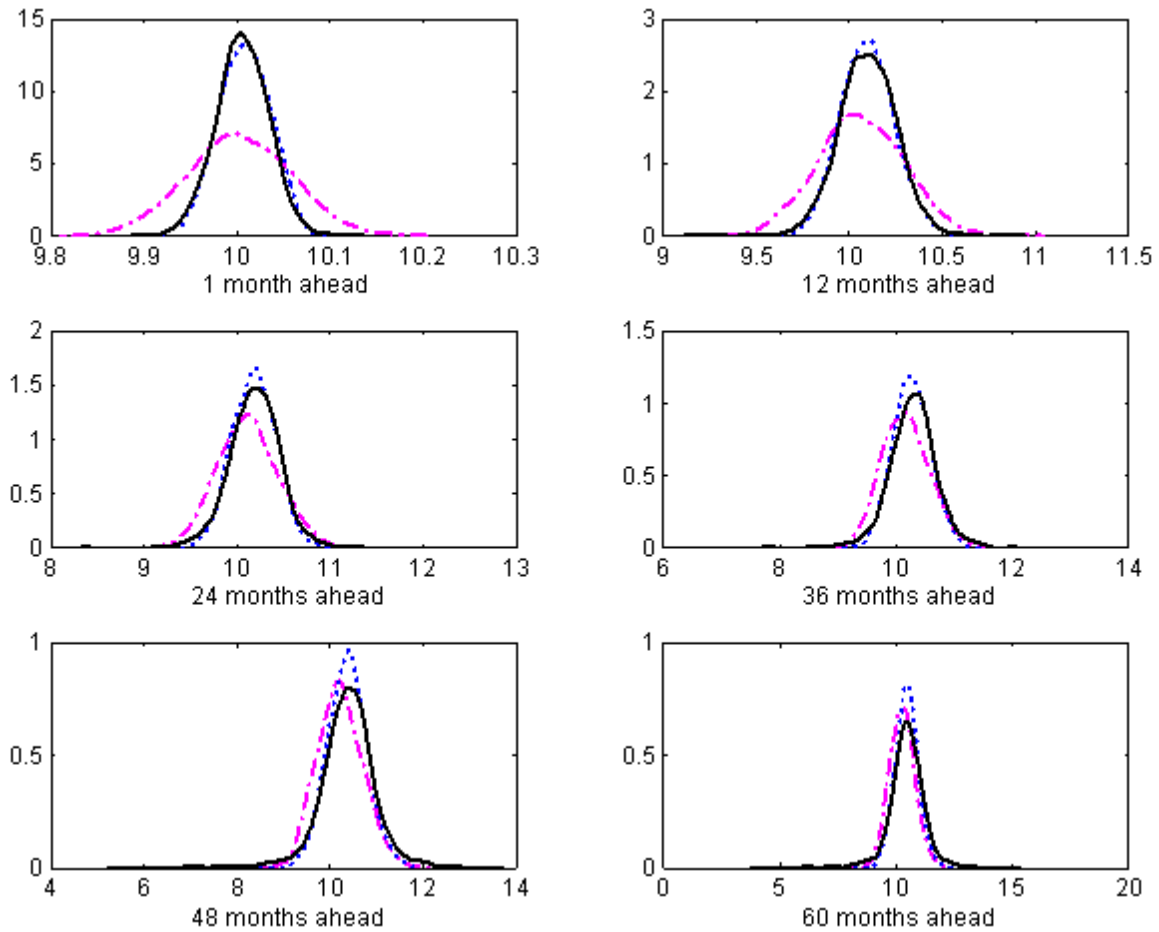 15
10
5
0
9.8 9.9 10 10.1 10.2 10.3
1 month ahead
3
2
1
0
9 9.5 10 10.5 11 11.5
12 months ahead
2
1.5
1
0.5
0
8 9 10 11 12 13
24 months ahead
1.5
1
0.5
0
6 8 10 12 14
36 months ahead
1
0.5
0
4 6 8 10 12 14
48 months ahead
1
0.5
0
0 5 10 15 20
60 months ahead